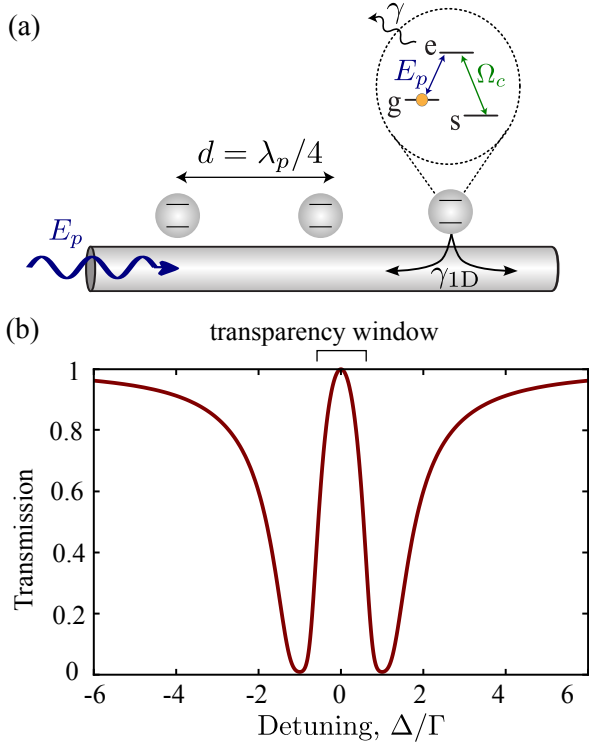 (a)
γ
e
E_p
Ω_c
g
s
d = λ_p/4
E_p
γ_1D
(b)
transparency window
1
0.8
0.6
0.4
0.2
0
Transmission
-6 -4 -2 0 2 4 6
Detuning, Δ/Γ